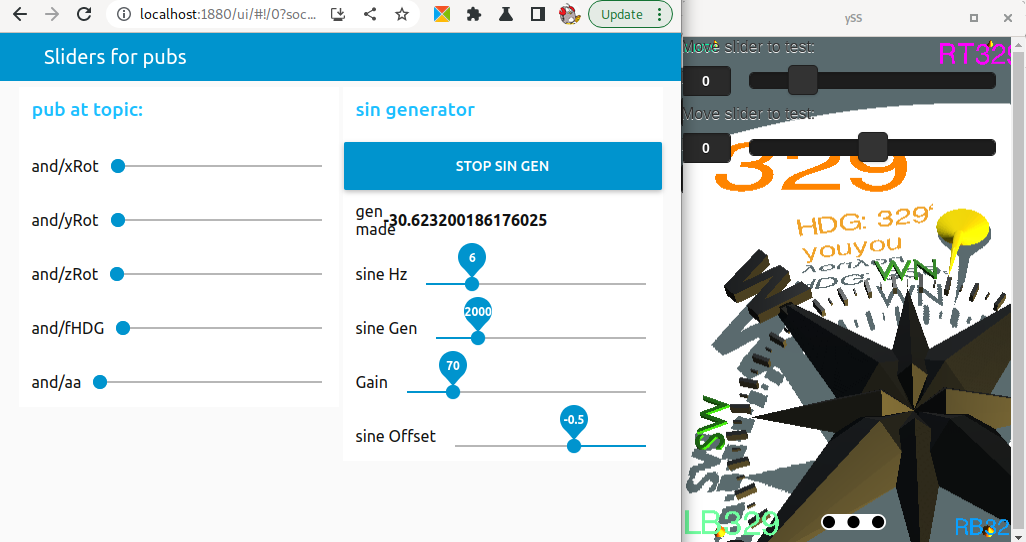 localhost:1880/ui/#!/0?soc...
Update
Sliders for pubs
pub at topic:
and/xRot
and/yRot
and/zRot
and/fHDG
and/aa
sin generator
STOP SIN GEN
gen made
-30.623200186176025
sine Hz
6
sine Gen
2000
Gain
70
sine Offset
-0.5
ySS
Move slider to test:
RT329
0
Move slider to test:
0
329
HDG: 329°
youyou
WN
WN
W
SW
SW
LB329
RB32